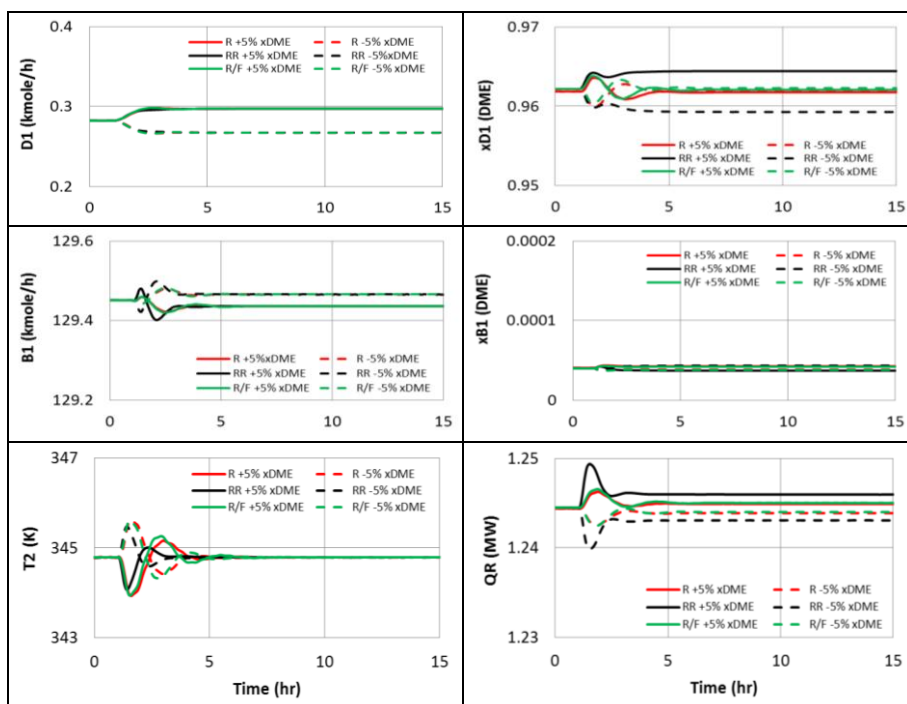 D1 (kmole/h)
0.4
0.3
0.2
R +5% xDME R -5% xDME
RR +5% xDME RR -5%xDME
R/F +5% xDME R/F -5% xDME
0 5 10 15
xD1 (DME)
0.97
0.96
0.95
R +5% xDME R -5% xDME
RR +5% xDME RR -5% xDME
R/F +5% xDME R/F -5% xDME
0 5 10 15
B1 (kmole/h)
129.6
129.4
129.2
R +5%xDME R -5% xDME
RR +5% xDME RR -5% xDME
R/F +5% xDME R/F -5% xDME
0 5 10 15
xB1 (DME)
0.0002
0.0001
0
R +5% xDME R -5% xDME
RR +5% xDME RR -5% xDME
R/F +5% xDME R/F -5% xDME
0 5 10 15
T2 (K)
347
345
343
R +5% xDME R -5% xDME
RR +5% xDME RR -5% xDME
R/F +5% xDME R/F -5% xDME
0 5 10 15
Time (hr)
QR (MW)
1.25
1.24
1.23
R +5% xDME R -5% xDME
RR +5% xDME RR -5% xDME
R/F +5% xDME R/F -5% xDME
0 5 10 15
Time (hr)